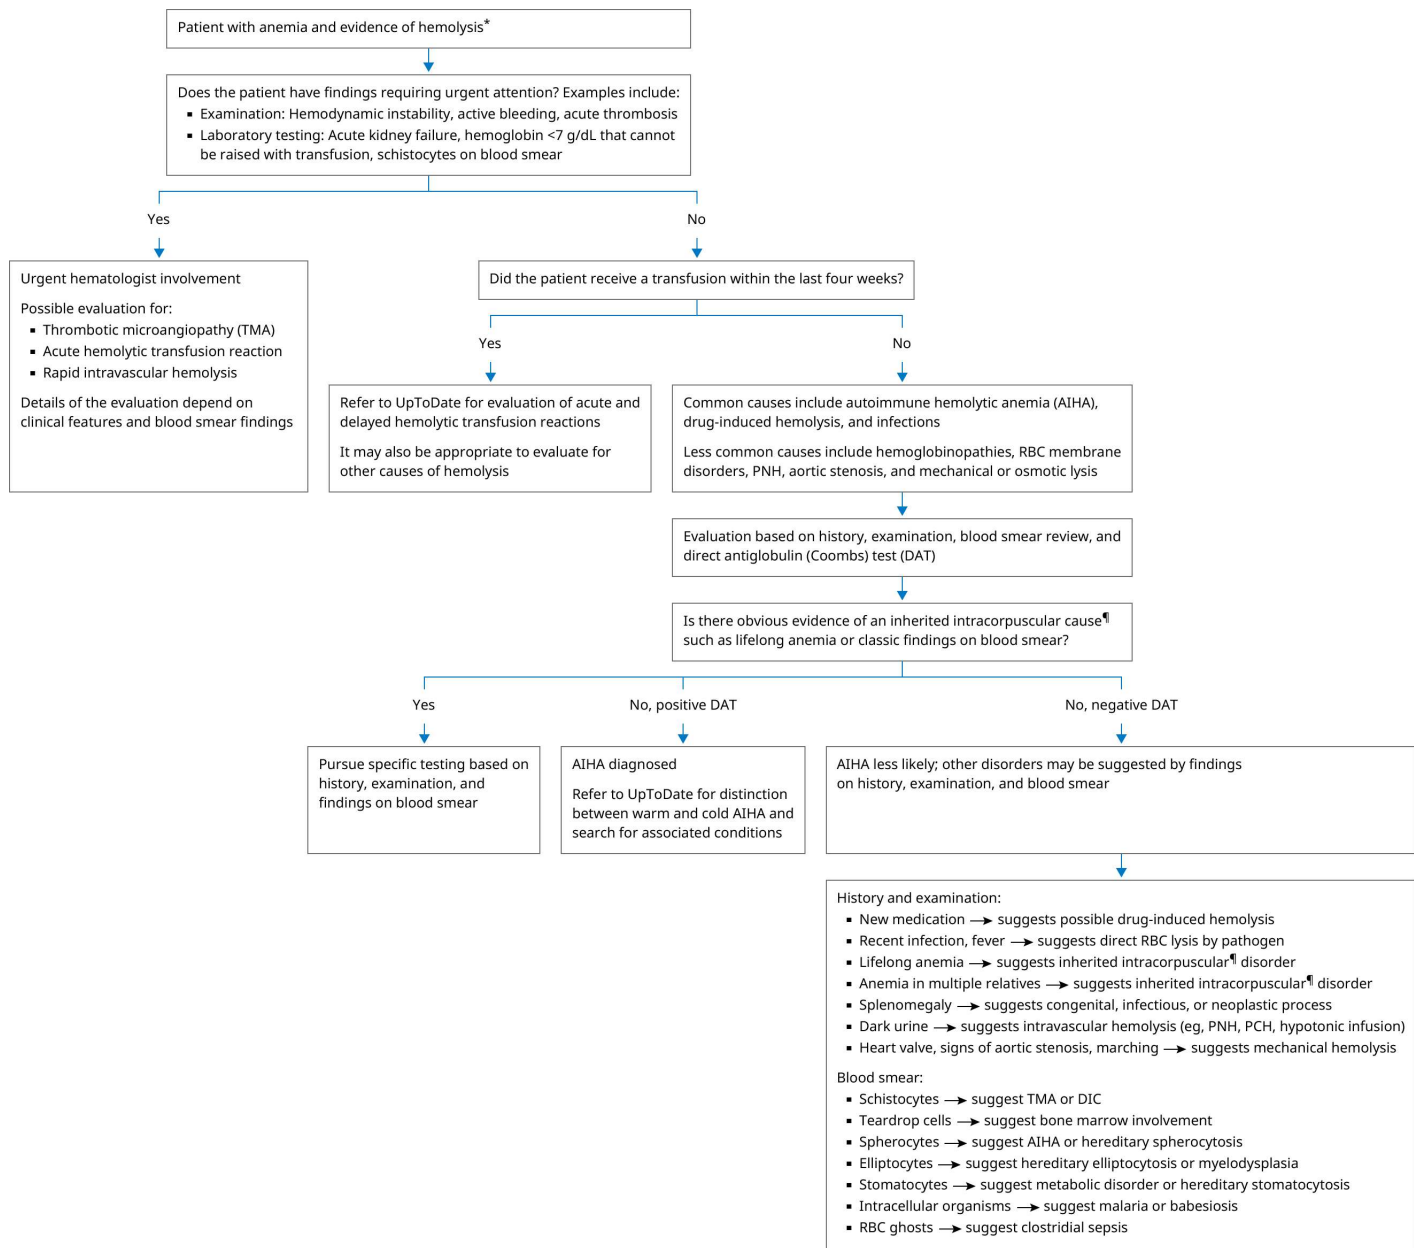 Patient with anemia and evidence of hemolysis*
Does the patient have findings requiring urgent attention? Examples include:
▪ Examination: Hemodynamic instability, active bleeding, acute thrombosis
▪ Laboratory testing: Acute kidney failure, hemoglobin <7 g/dL that cannot
be raised with transfusion, schistocytes on blood smear
Yes
No
Urgent hematologist involvement
Possible evaluation for:
▪ Thrombotic microangiopathy (TMA)
▪ Acute hemolytic transfusion reaction
▪ Rapid intravascular hemolysis
Details of the evaluation depend on
clinical features and blood smear findings
Did the patient receive a transfusion within the last four weeks?
Yes
No
Refer to UpToDate for evaluation of acute and
delayed hemolytic transfusion reactions
It may also be appropriate to evaluate for
other causes of hemolysis
Common causes include autoimmune hemolytic anemia (AIHA),
drug-induced hemolysis, and infections
Less common causes include hemoglobinopathies, RBC membrane
disorders, PNH, aortic stenosis, and mechanical or osmotic lysis
Evaluation based on history, examination, blood smear review, and
direct antiglobulin (Coombs) test (DAT)
Is there obvious evidence of an inherited intracorpuscular cause¶
such as lifelong anemia or classic findings on blood smear?
Yes
No, positive DAT
No, negative DAT
Pursue specific testing based on
history, examination, and
findings on blood smear
AIHA diagnosed
Refer to UpToDate for distinction
between warm and cold AIHA and
search for associated conditions
AIHA less likely; other disorders may be suggested by findings
on history, examination, and blood smear
History and examination:
▪ New medication → suggests possible drug-induced hemolysis
▪ Recent infection, fever → suggests direct RBC lysis by pathogen
▪ Lifelong anemia → suggests inherited intracorpuscular¶ disorder
▪ Anemia in multiple relatives → suggests inherited intracorpuscular¶ disorder
▪ Splenomegaly → suggests congenital, infectious, or neoplastic process
▪ Dark urine → suggests intravascular hemolysis (eg, PNH, PCH, hypotonic infusion)
▪ Heart valve, signs of aortic stenosis, marching → suggests mechanical hemolysis
Blood smear:
▪ Schistocytes → suggest TMA or DIC
▪ Teardrop cells → suggest bone marrow involvement
▪ Spherocytes → suggest AIHA or hereditary spherocytosis
▪ Elliptocytes → suggest hereditary elliptocytosis or myelodysplasia
▪ Stomatocytes → suggest metabolic disorder or hereditary stomatocytosis
▪ Intracellular organisms → suggest malaria or babesiosis
▪ RBC ghosts → suggest clostridial sepsis